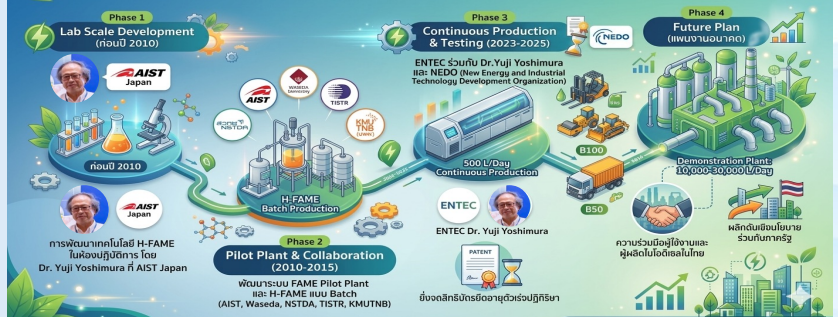 Phase 1
Lab Scale Development
(ก่อนปี 2010)
AIST
Japan
ก่อนปี 2010
AIST
Japan
การพัฒนาเทคโนโลยี H-FAME
ในห้องปฏิบัติการ โดย
Dr. Yuji Yoshimura ที่ AIST Japan
สวทช
NSTDA
AIST
WASEDA
University
TISTR
KMU
TNB
H-FAME
Batch Production
Phase 2
Pilot Plant & Collaboration
(2010-2015)
พัฒนาระบบ FAME Pilot Plant
และ H-FAME แบบ Batch
(AIST, Waseda, NSTDA, TISTR, KMUTNB)
Phase 3
Continuous Production
& Testing (2023-2025)
NEDO
ENTEC ร่วมกับ Dr.Yuji Yoshimura
และ NEDO (New Energy and Industrial
Technology Development Organization)
500 L/Day
Continuous Production
B100
B50
ENTEC
ENTEC Dr. Yuji Yoshimura
PATENT
ยื่งจดสิทธิบัตรยืดอายุตัวเร่งปฏิกิริยา
Phase 4
Future Plan
(แผนงานอนาคต)
Demonstration Plant:
10,000-30,000 L/Day
ความร่วมมือผู้ใช้งานและ
ผู้ผลิตไบโอดีเซลในไทย
ผลักดันเชิงนโยบาย
ร่วมกับภาครัฐ